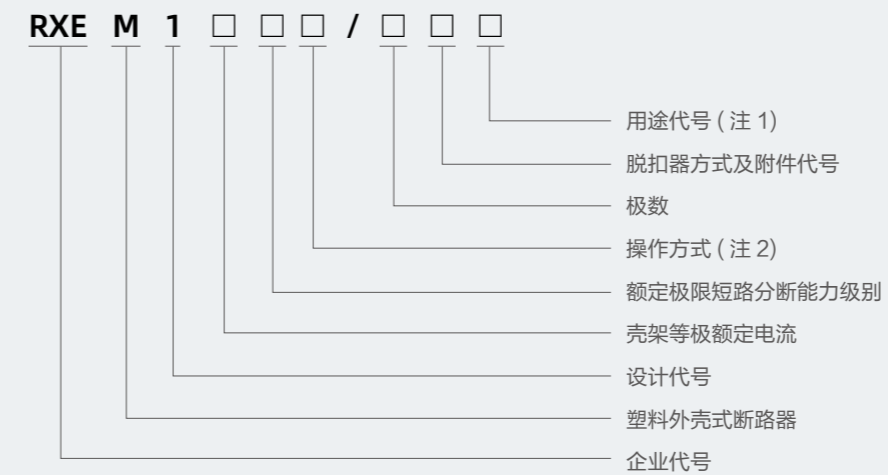 RXE M 1 □ □ □ / □ □ □
用途代号 ( 注 1)
脱扣器方式及附件代号
极数
操作方式 ( 注 2)
额定极限短路分断能力级别
壳架等极额定电流
设计代号
塑料外壳式断路器
企业代号